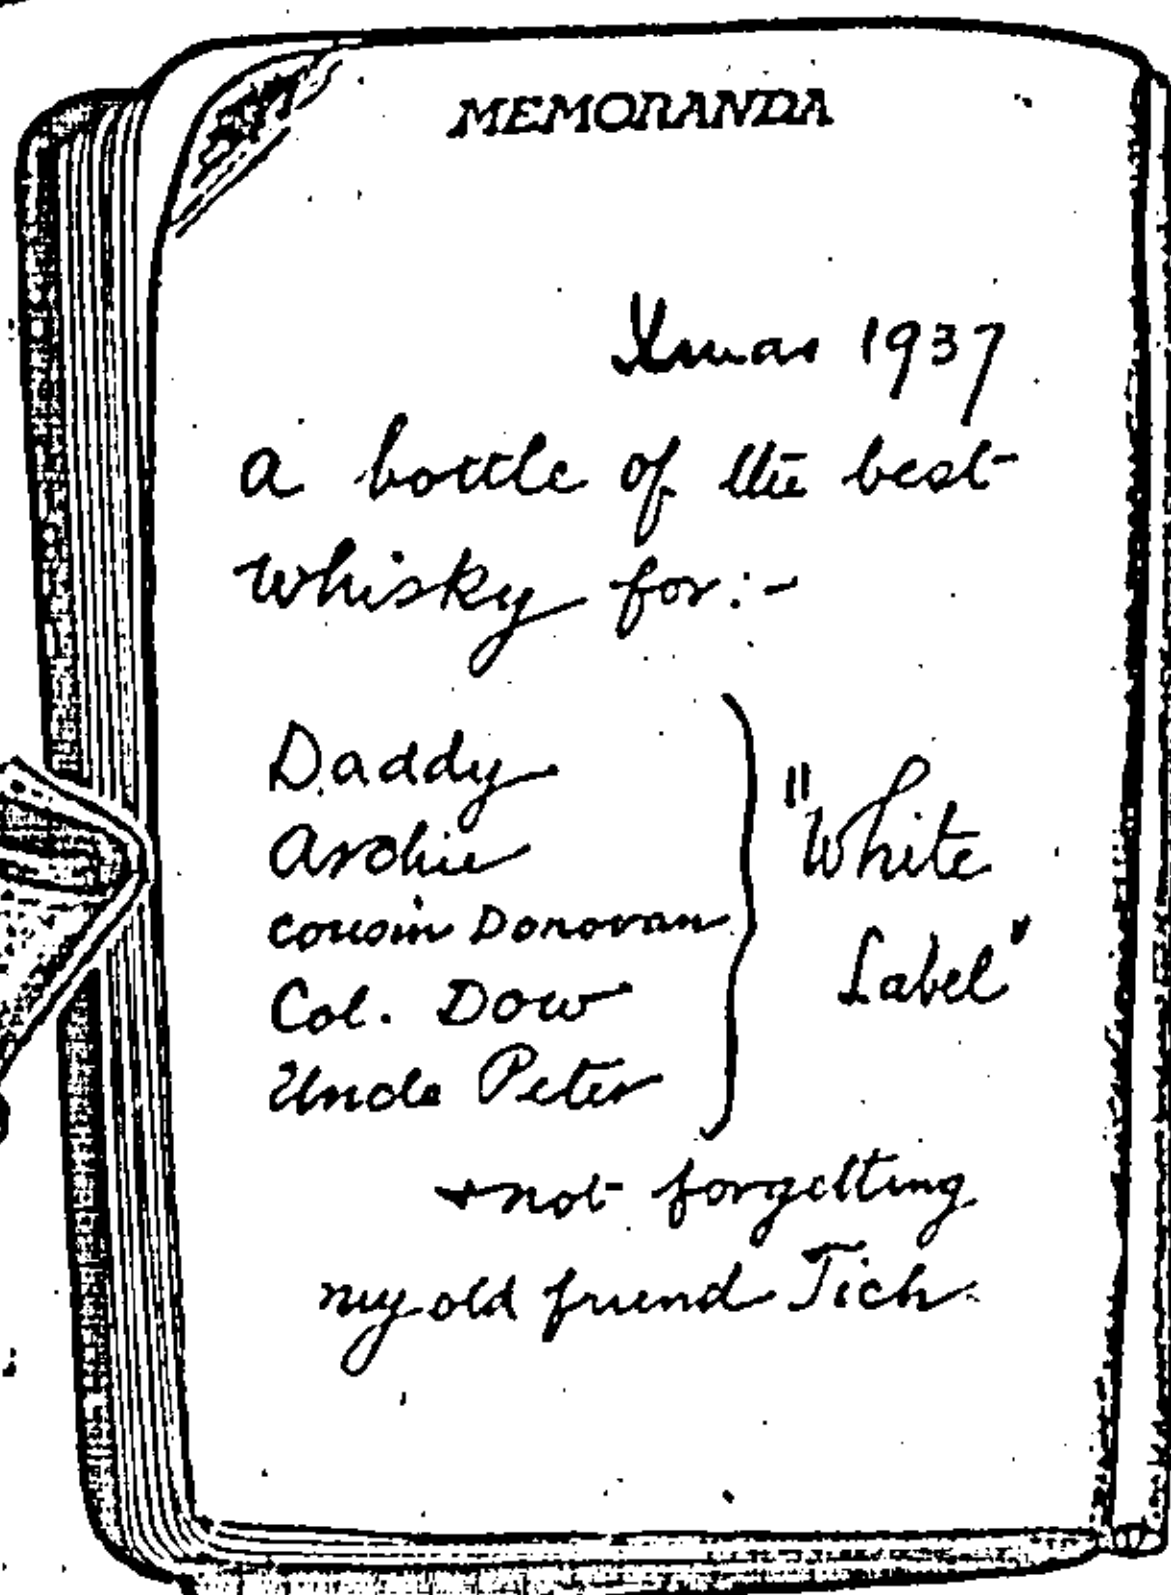 MEMORANDA
Xmas 1937
a bottle of the best
whisky for:-
Daddy
Archie
Cousin Donovan
Col. Dow
Uncle Peter
"White
Label"
+ not forgetting
my old friend Tich